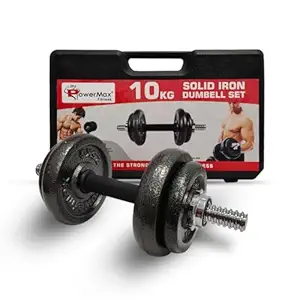 PowerMax®
FITNESS
10KG
SOLID IRON
DUMBELL SET
THE STRONG